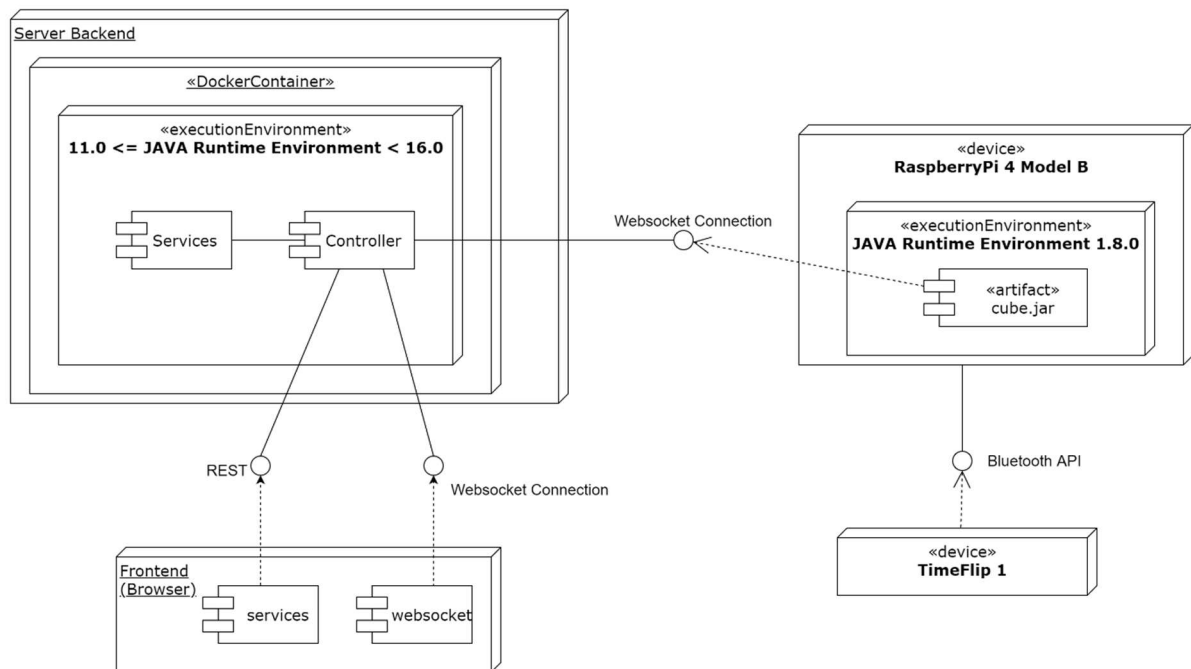 Server Backend
«DockerContainer»
«executionEnvironment»
11.0 <= JAVA Runtime Environment < 16.0
Services
Controller
Websocket Connection
«device»
RaspberryPi 4 Model B
«executionEnvironment»
JAVA Runtime Environment 1.8.0
«artifact»
cube.jar
REST
Websocket Connection
Bluetooth API
Frontend
(Browser)
services
websocket
«device»
TimeFlip 1